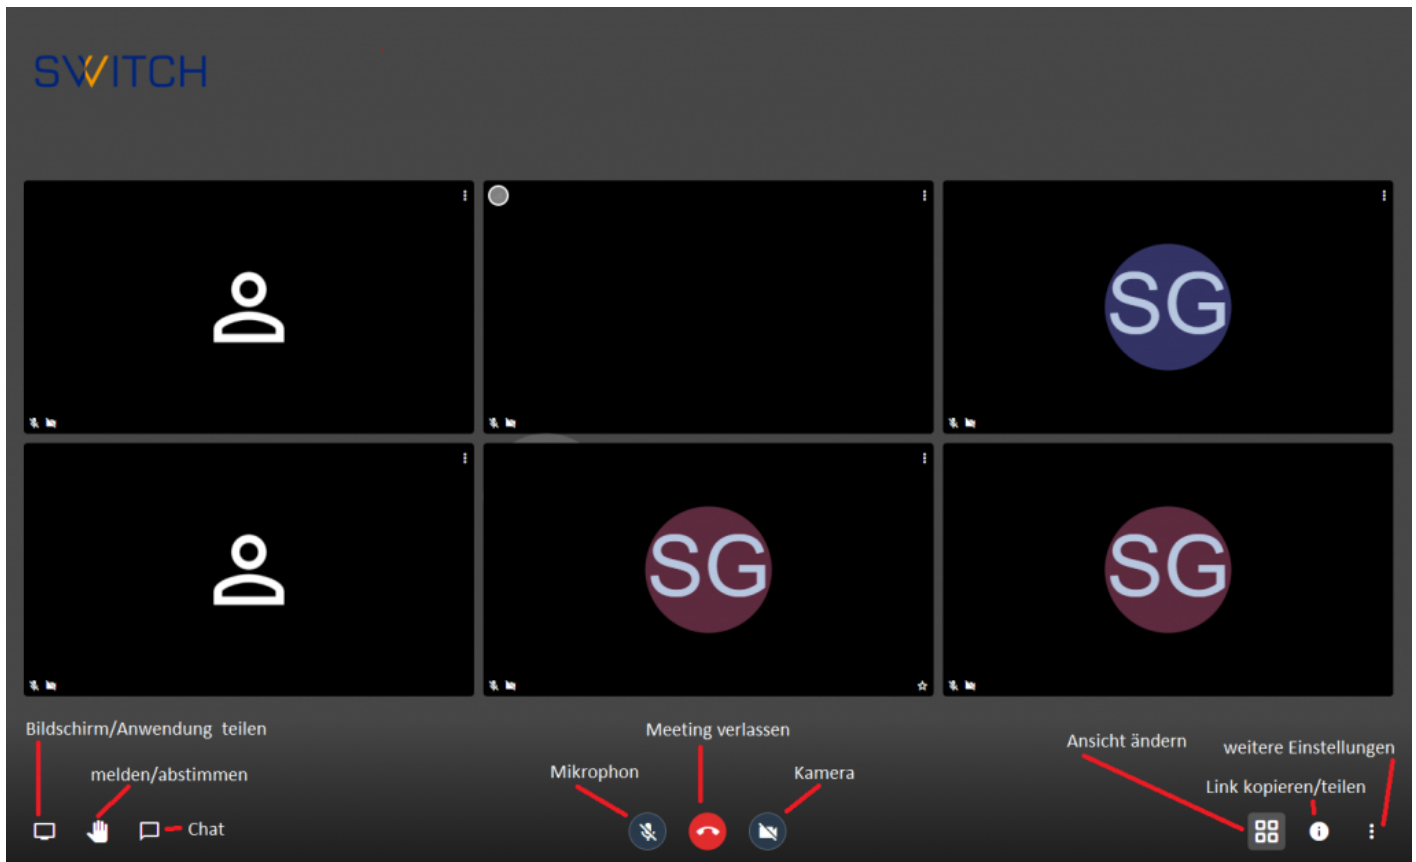 SWITCH
SG
SG
SG
Bildschirm/Anwendung teilen
Meeting verlassen
Ansicht ändern
weitere Einstellungen
melden/abstimmen
Mikrophon
Kamera
Link kopieren/teilen
Chat